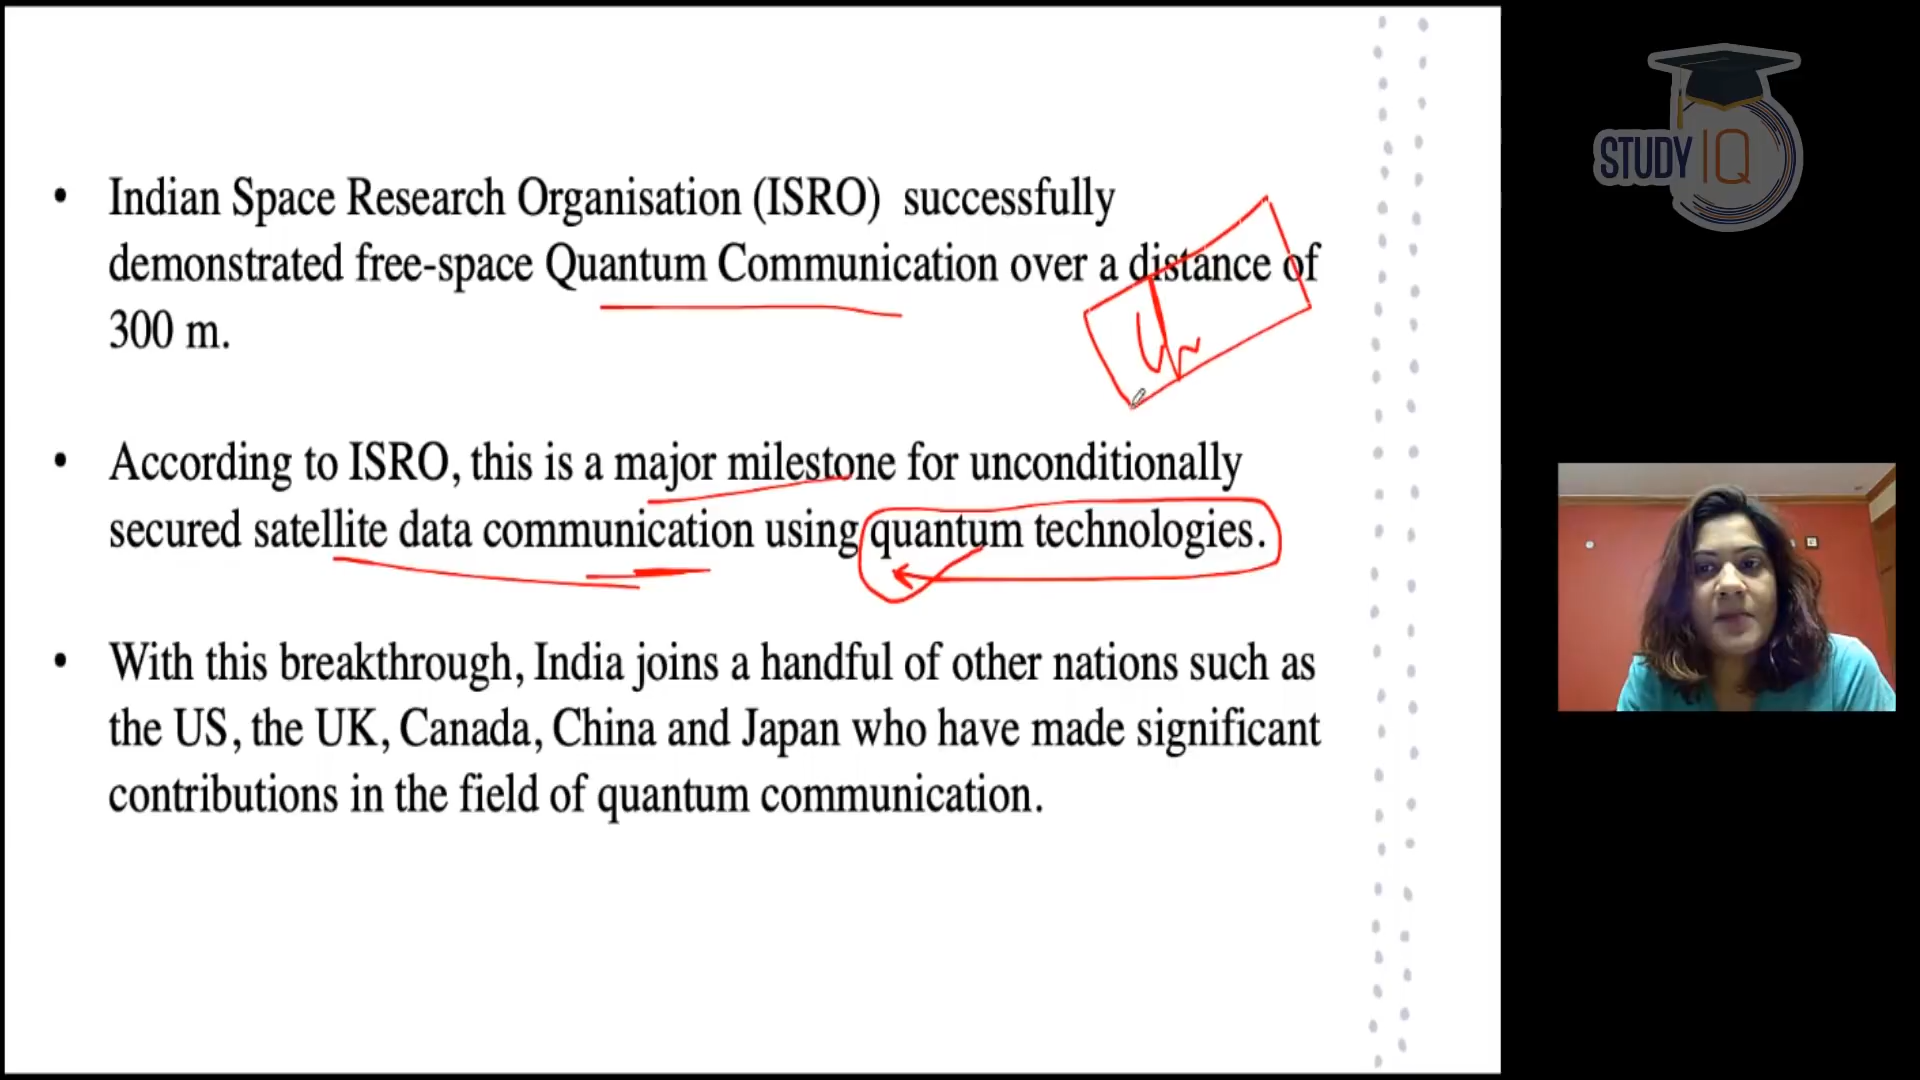 Indian Space Research Organisation (ISRO) successfully
demonstrated free-space Quantum Communication over a distance of
300 m.
According to ISRO, this is a major milestone for unconditionally
secured satellite data communication using quantum technologies.
With this breakthrough, India joins a handful of other nations such as
the US, the UK, Canada, China and Japan who have made significant
contributions in the field of quantum communication.
STUDY IQ